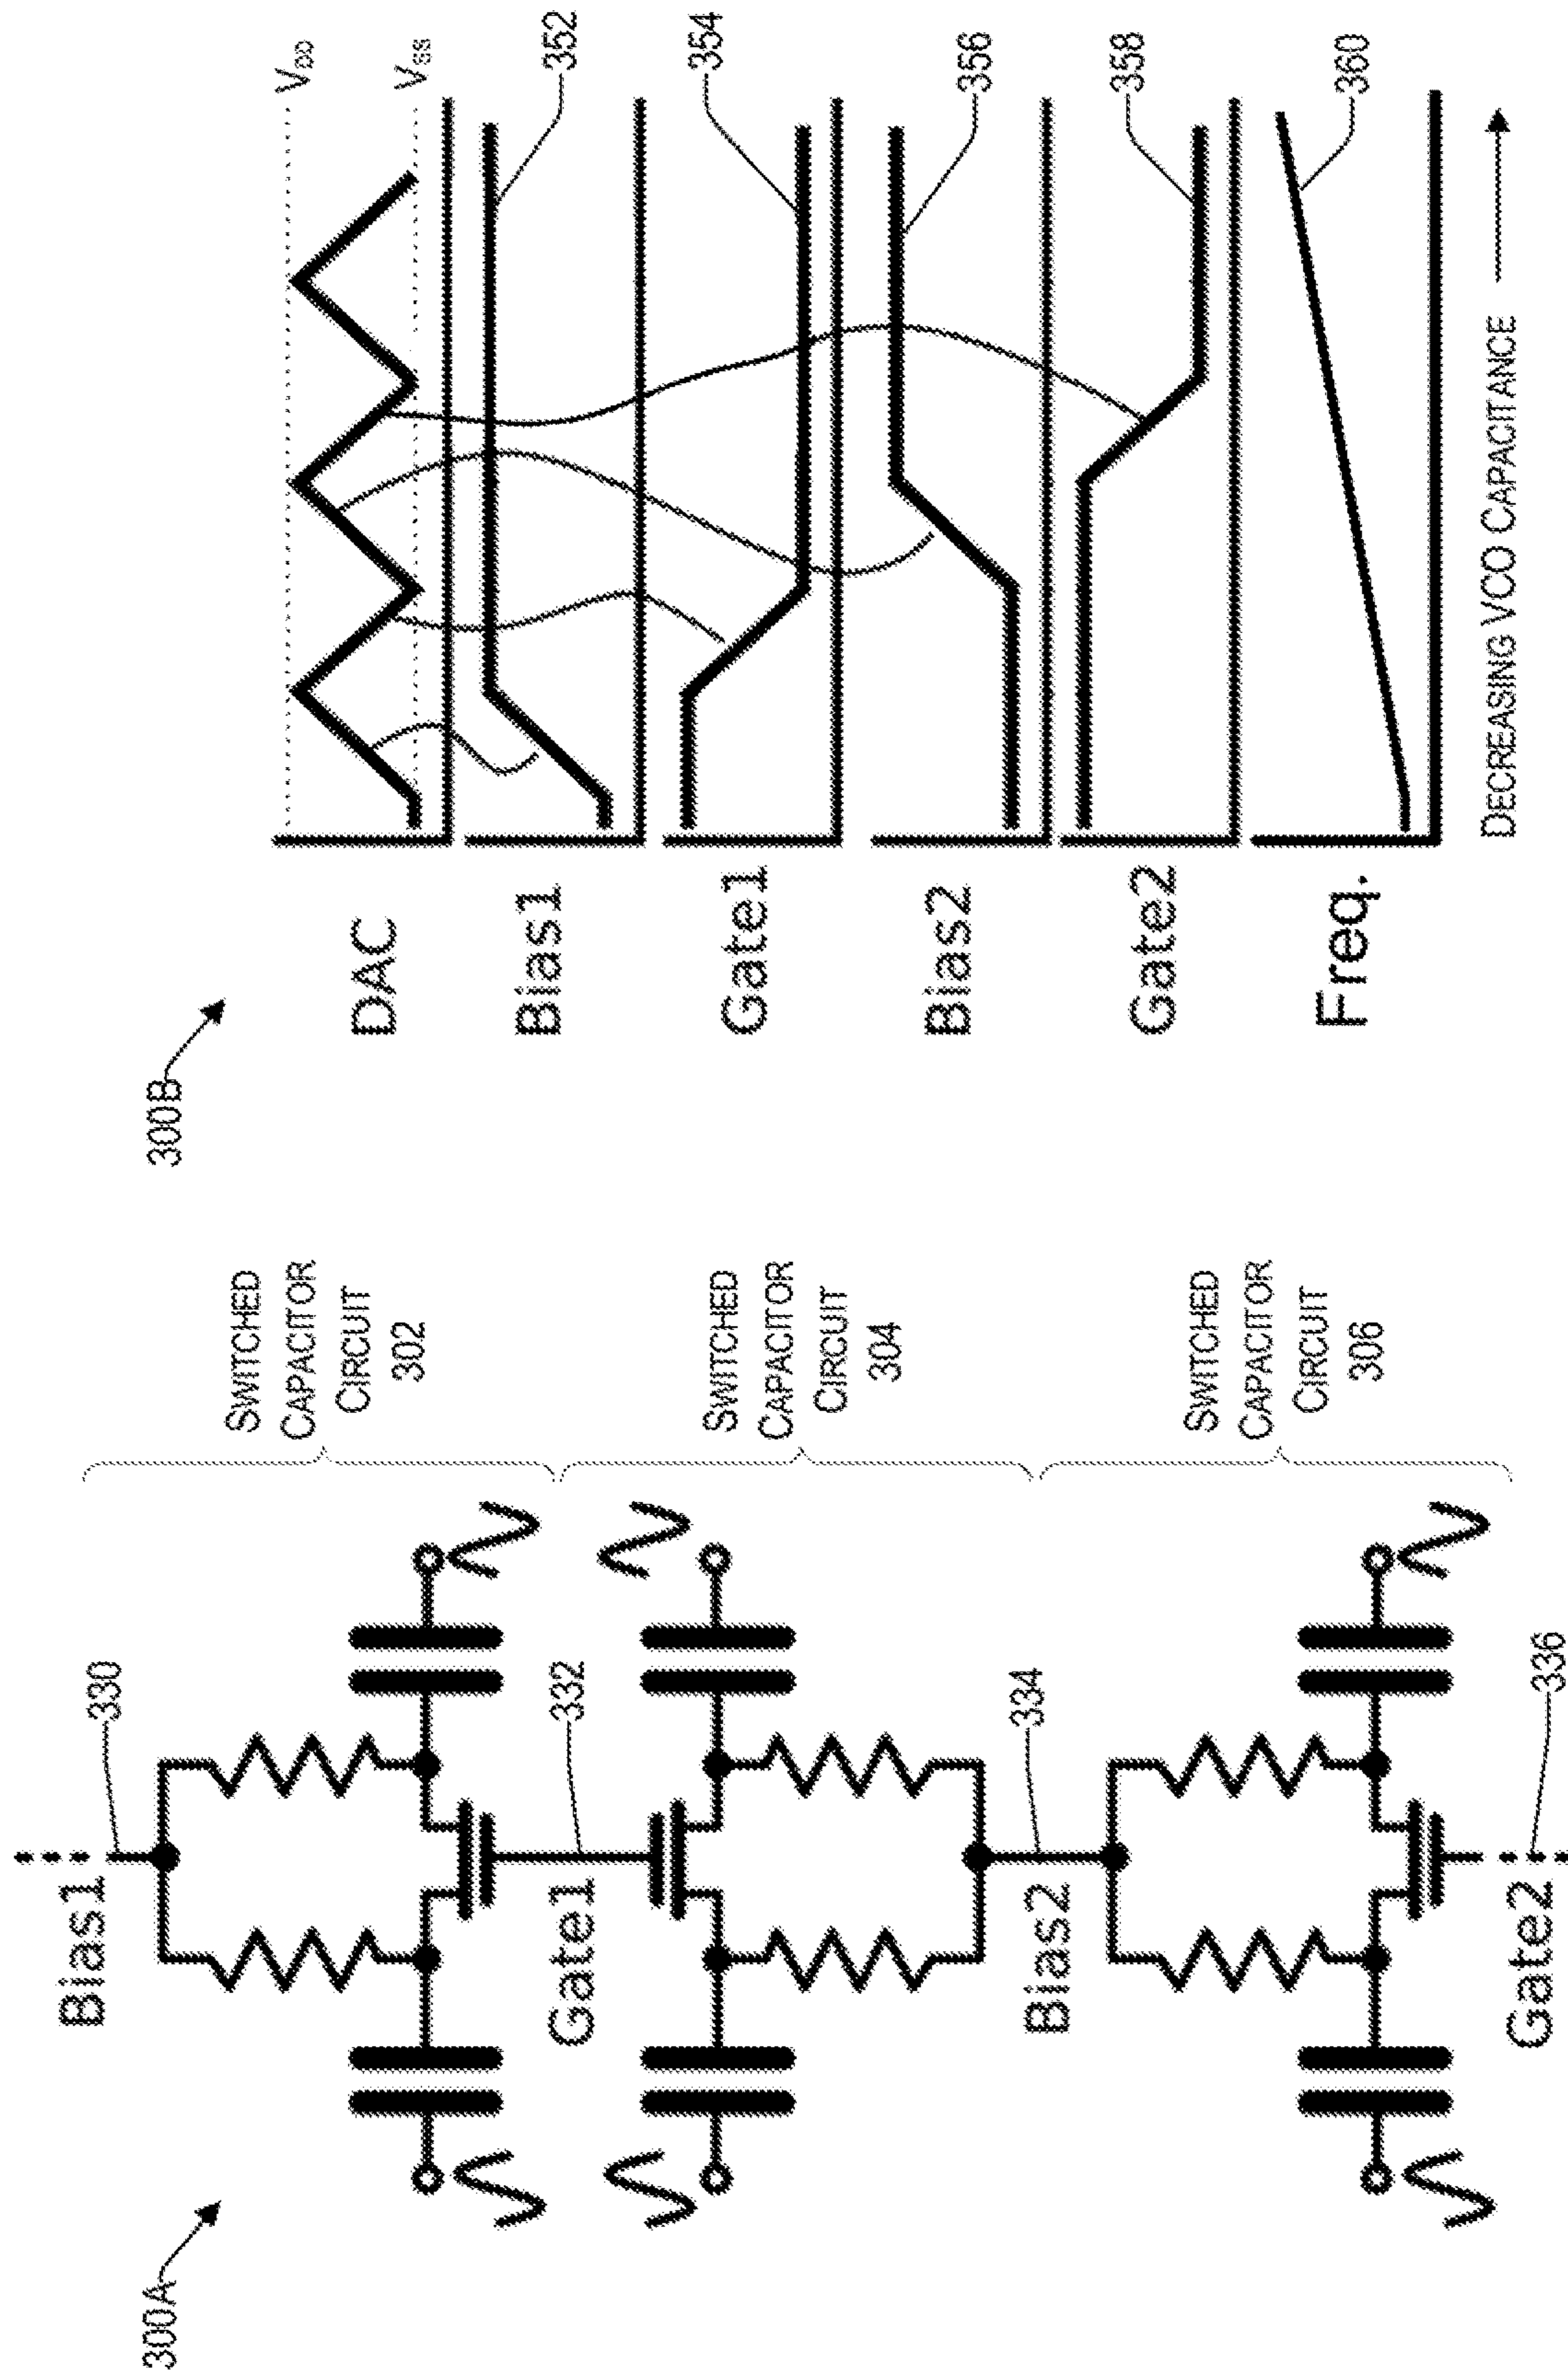 300A
Bias1
330
SWITCHED
CAPACITOR
CIRCUIT
302
Gate1
332
SWITCHED
CAPACITOR
CIRCUIT
304
Bias2
334
SWITCHED
CAPACITOR
CIRCUIT
306
Gate2
336
300B
DAC
VDD
VSS
Bias1
352
Gate1
354
Bias2
356
Gate2
358
Freq.
360
DECREASING VCO CAPACITANCE